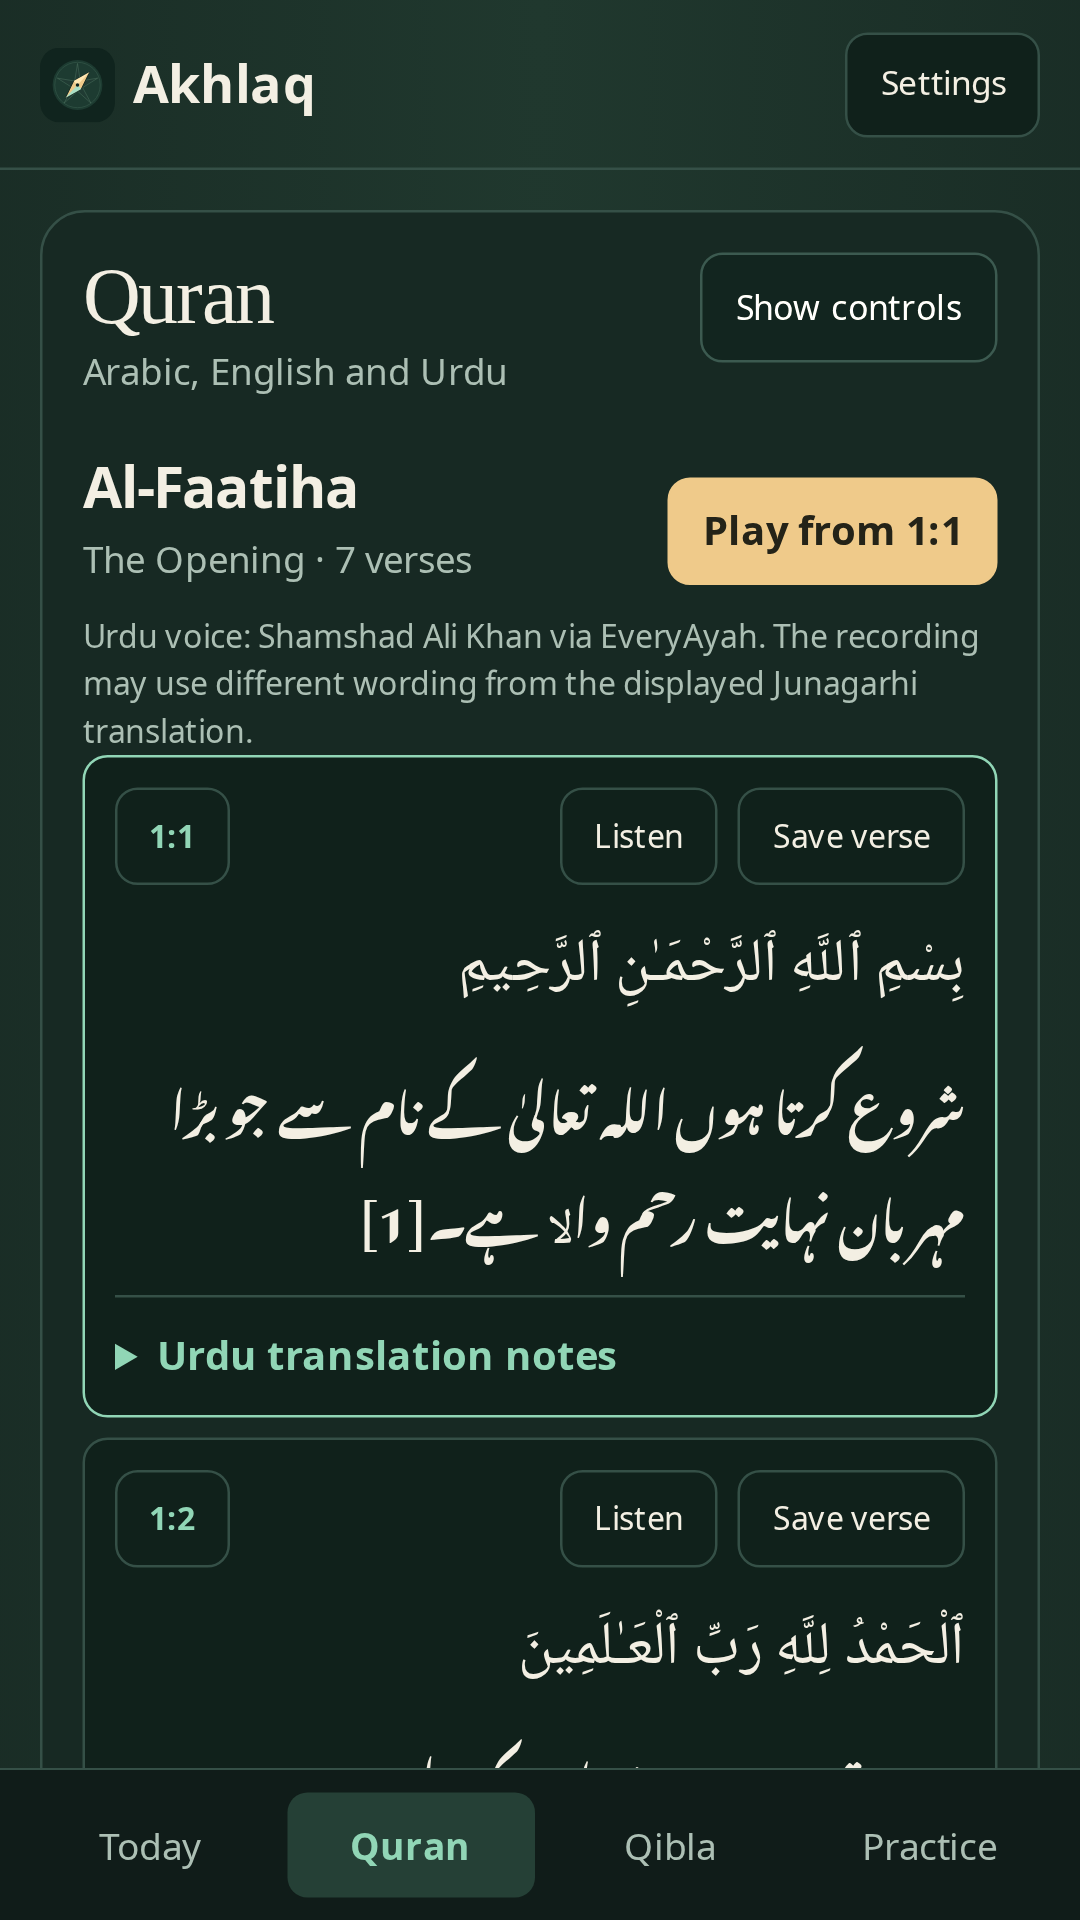 Akhlaq
Settings
Quran
Show controls
Arabic, English and Urdu
Al-Faatiha
Play from 1:1
The Opening · 7 verses
Urdu voice: Shamshad Ali Khan via EveryAyah. The recording
may use different wording from the displayed Junagarhi
translation.
1:1
Listen
Save verse
بِسْمِ ٱللَّهِ ٱلرَّحْمَـٰنِ ٱلرَّحِيمِ
شروع کرتا ہوں اللہ تعالیٰ کے نام سے جو بڑا
مہربان نہایت رحم واﻻ ہے۔[1]
Urdu translation notes
1:2
Listen
Save verse
ٱلْحَمْدُ لِلَّهِ رَبِّ ٱلْعَـٰلَمِينَ
Today
Quran
Qibla
Practice